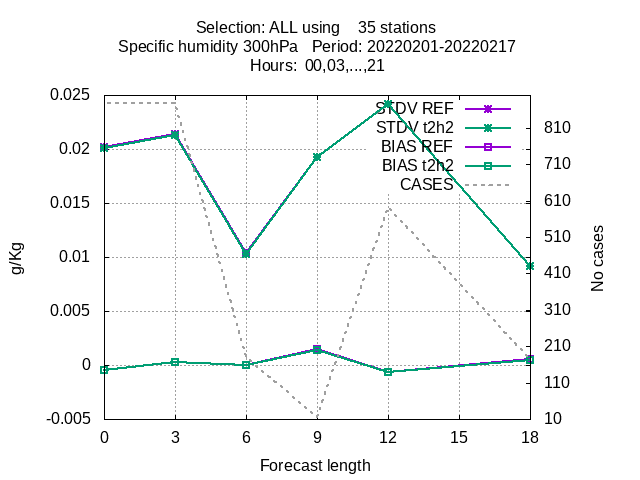 Selection: ALL using    35 stations
Specific humidity 300hPa   Period: 20220201-20220217
Hours:  00,03,...,21
STDV REF
STDV t2h2
BIAS REF
BIAS t2h2
CASES
0.025
0.02
0.015
0.01
0.005
0
-0.005
g/Kg
810
710
610
510
410
310
210
110
10
No cases
0 3 6 9 12 15 18
Forecast length